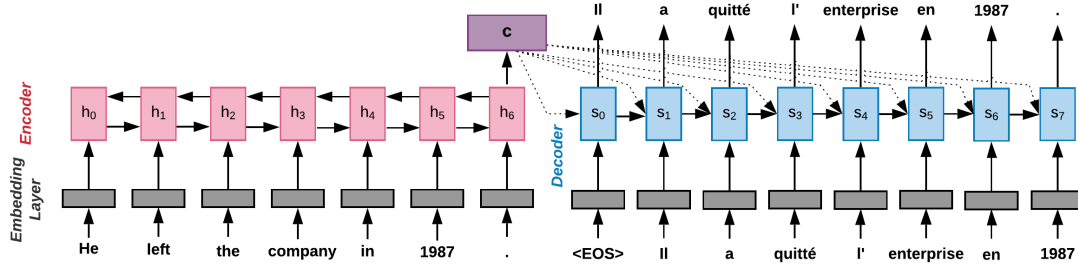 Il a quitté l' enterprise en 1987 .
c
Encoder
h0 h1 h2 h3 h4 h5 h6
s0 s1 s2 s3 s4 s5 s6 s7
Decoder
Embedding
Layer
He left the company in 1987 .
<EOS> Il a quitté l' enterprise en 1987